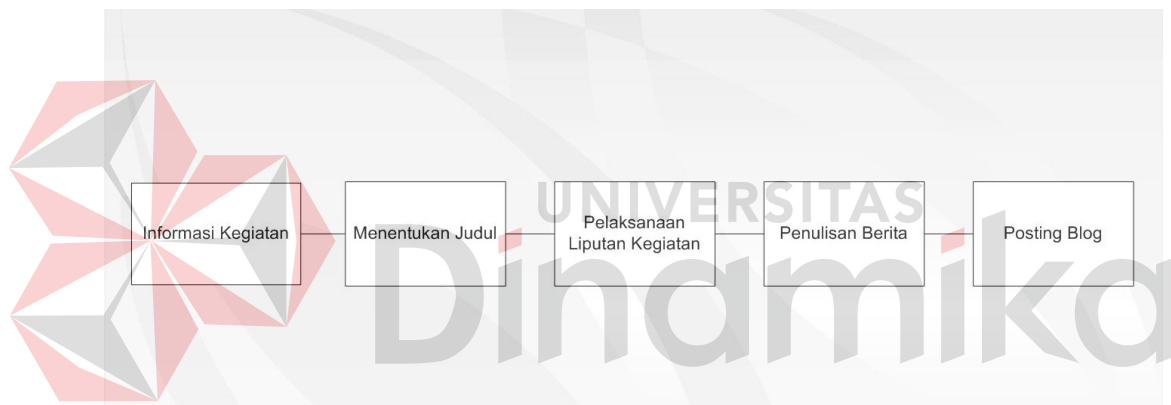 Informasi Kegiatan
Menentukan Judul
Pelaksanaan
Liputan Kegiatan
Penulisan Berita
Posting Blog
UNIVERSITAS
Dinamika